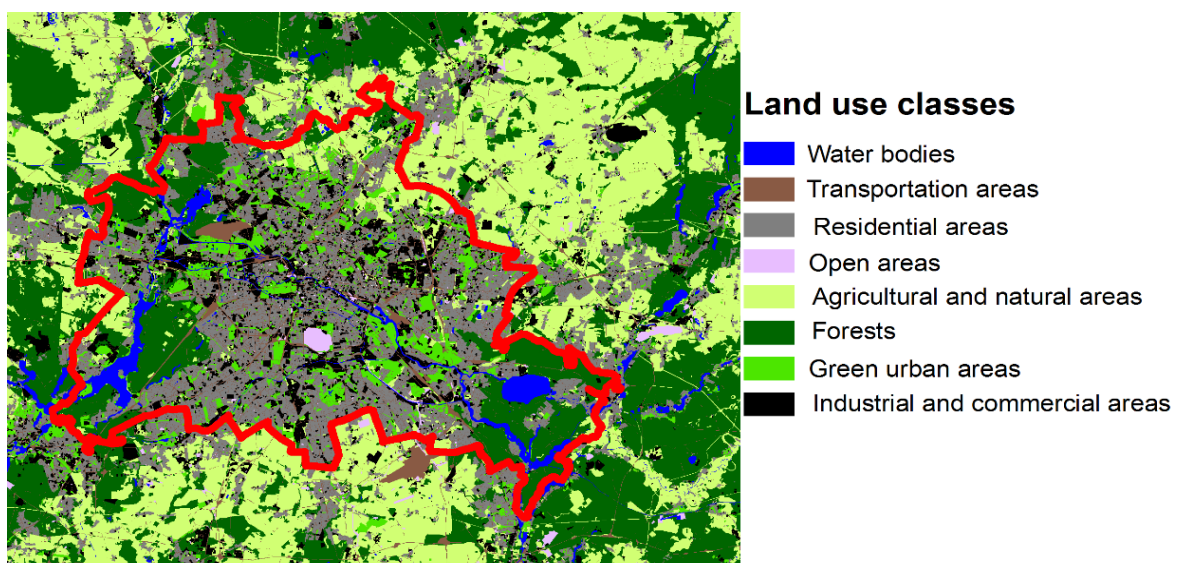 Land use classes
Water bodies
Transportation areas
Residential areas
Open areas
Agricultural and natural areas
Forests
Green urban areas
Industrial and commercial areas